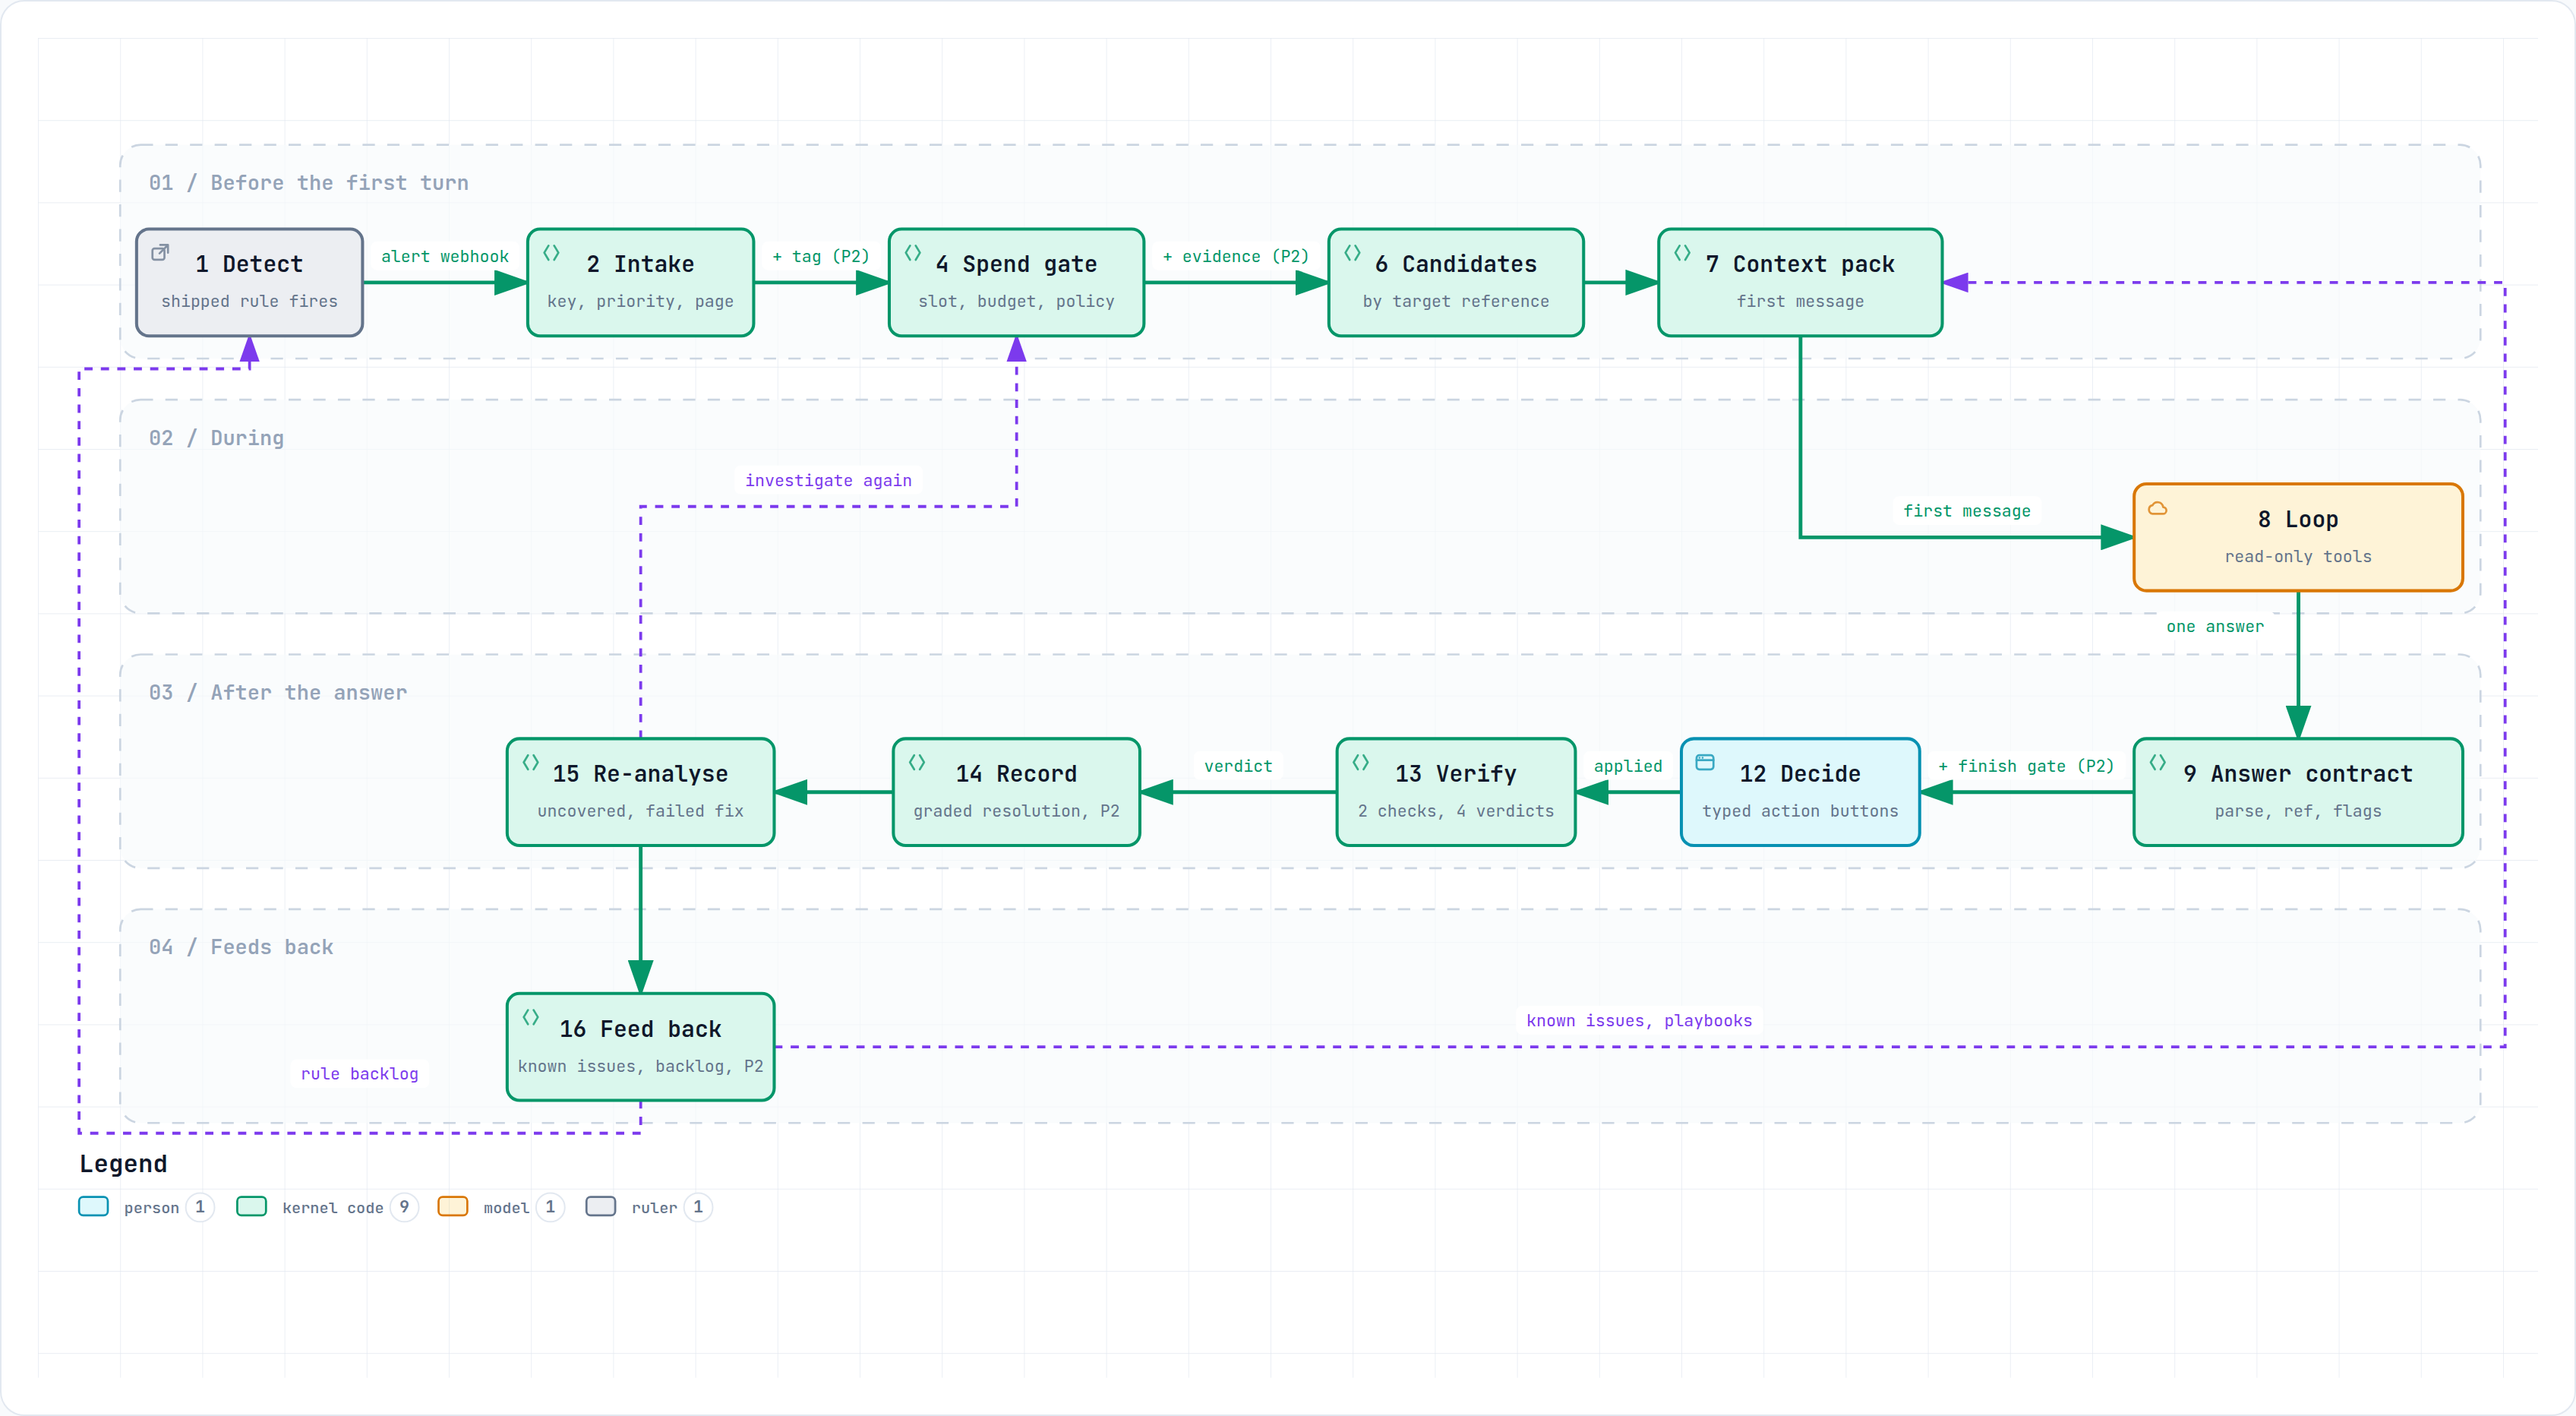 01 / Before the first turn
1 Detect
shipped rule fires
alert webhook
2 Intake
key, priority, page
+ tag (P2)
4 Spend gate
slot, budget, policy
+ evidence (P2)
6 Candidates
by target reference
7 Context pack
first message
02 / During
investigate again
first message
8 Loop
read-only tools
one answer
03 / After the answer
15 Re-analyse
uncovered, failed fix
14 Record
graded resolution, P2
verdict
13 Verify
2 checks, 4 verdicts
applied
12 Decide
typed action buttons
+ finish gate (P2)
9 Answer contract
parse, ref, flags
04 / Feeds back
16 Feed back
known issues, backlog, P2
known issues, playbooks
rule backlog
Legend
person 1 kernel code 9 model 1 ruler 1